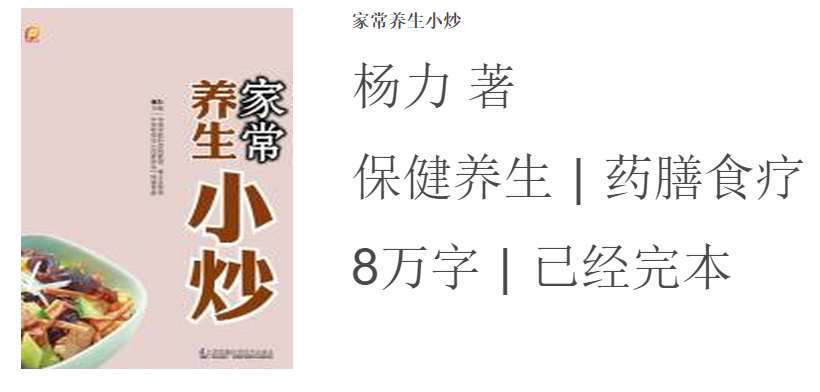 家常养生小炒
杨力 著
保健养生 | 药膳食疗
8万字 | 已经完本
家常
养生
小炒